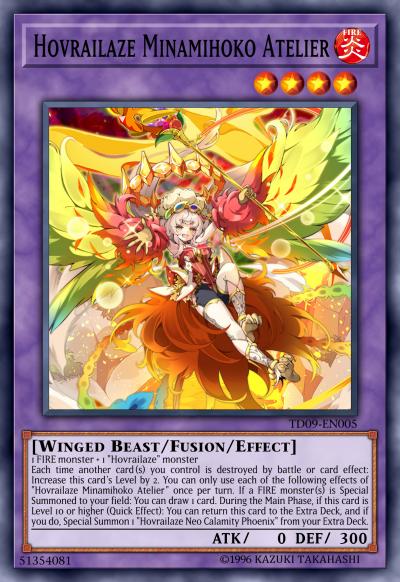 HOVRAILAZE MINAMIHOKO ATELIER
FIRE
炎
TD09-EN005
[WINGED BEAST/FUSION/EFFECT]
1 FIRE monster + 1 "Hovrailaze" monster
Each time another card(s) you control is destroyed by battle or card effect:
Increase this card's Level by 2. You can only use each of the following effects of
"Hovrailaze Minamihoko Atelier" once per turn. If a FIRE monster(s) is Special
Summoned to your field: You can draw 1 card. During the Main Phase, if this card is
Level 10 or higher (Quick Effect): You can return this card to the Extra Deck, and if
you do, Special Summon 1 "Hovrailaze Neo Calamity Phoenix" from your Extra Deck.
ATK/ 0 DEF/ 300
51354081 ©1996 KAZUKI TAKAHASHI